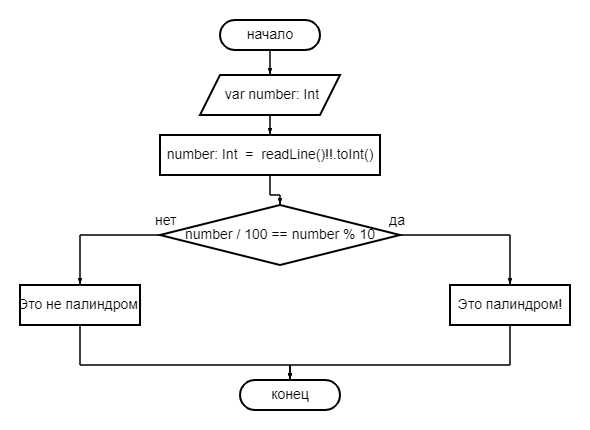 начало
var number: Int
number: Int = readLine()!!.toInt()
нет
да
number / 100 == number % 10
Это не палиндром
Это палиндром!
конец